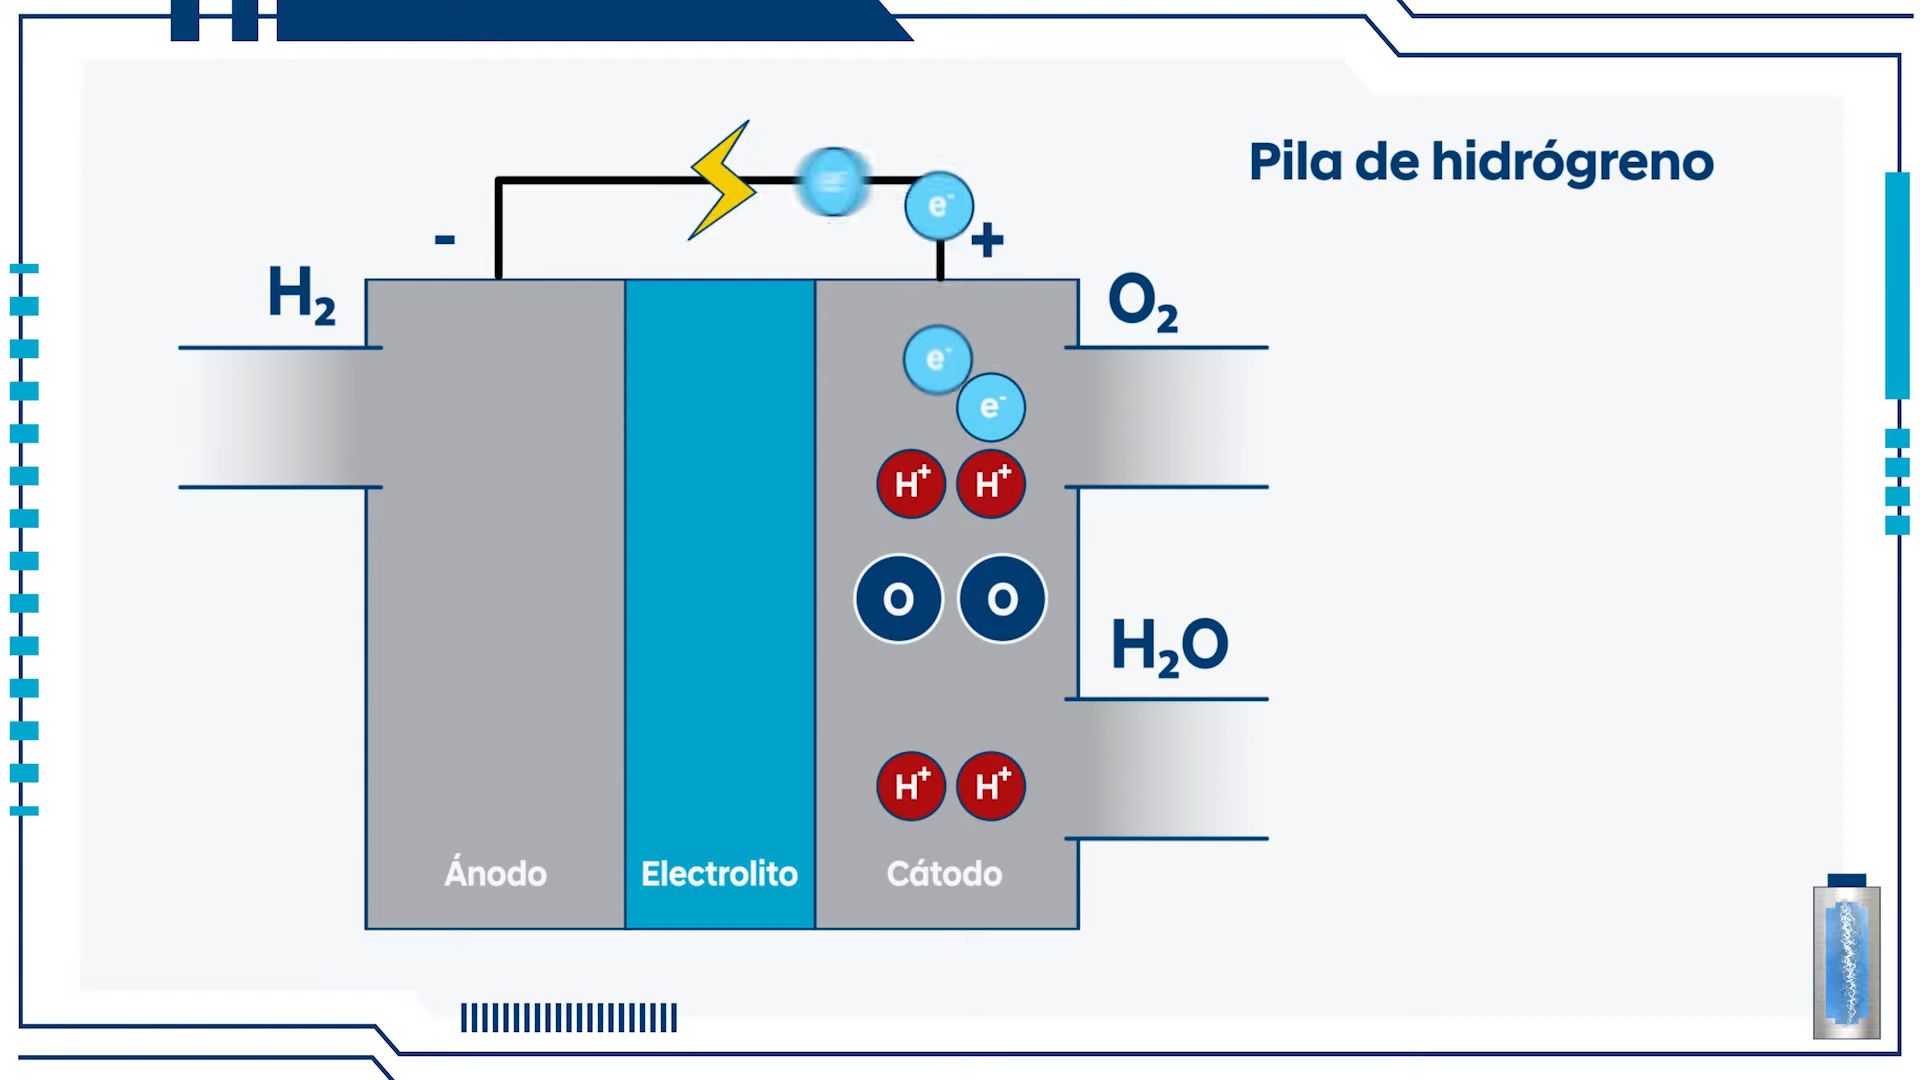 Pila de hidrógreno
e⁻
e⁻
- +
H₂ O₂
e⁻
e⁻
H⁺ H⁺
O O
H₂O
H⁺ H⁺
Ánodo Electrolito Cátodo